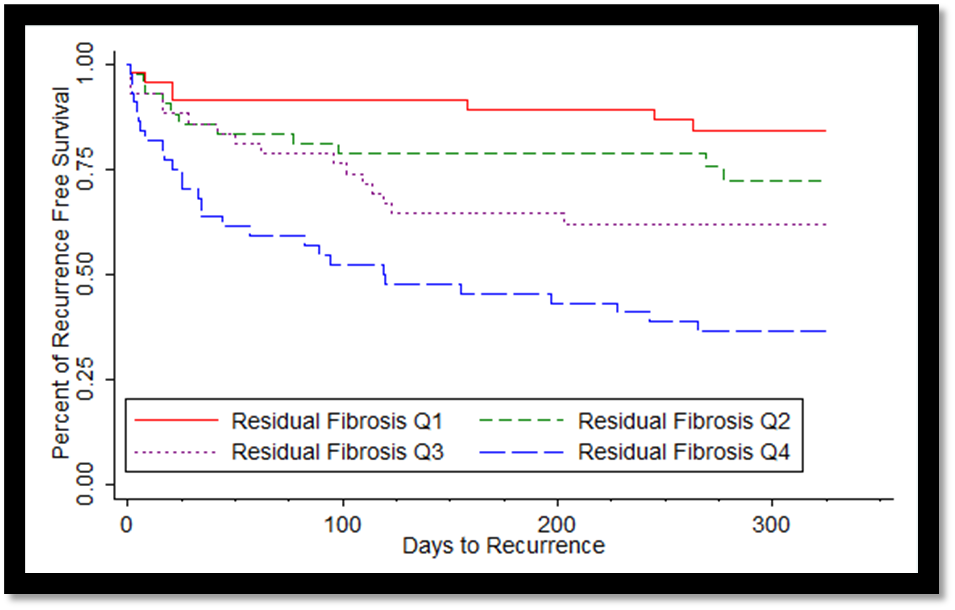 Percent of Recurrence Free Survival
1.00
0.75
0.50
0.25
0.00
Residual Fibrosis Q1 Residual Fibrosis Q2
Residual Fibrosis Q3 Residual Fibrosis Q4
0 100 200 300
Days to Recurrence